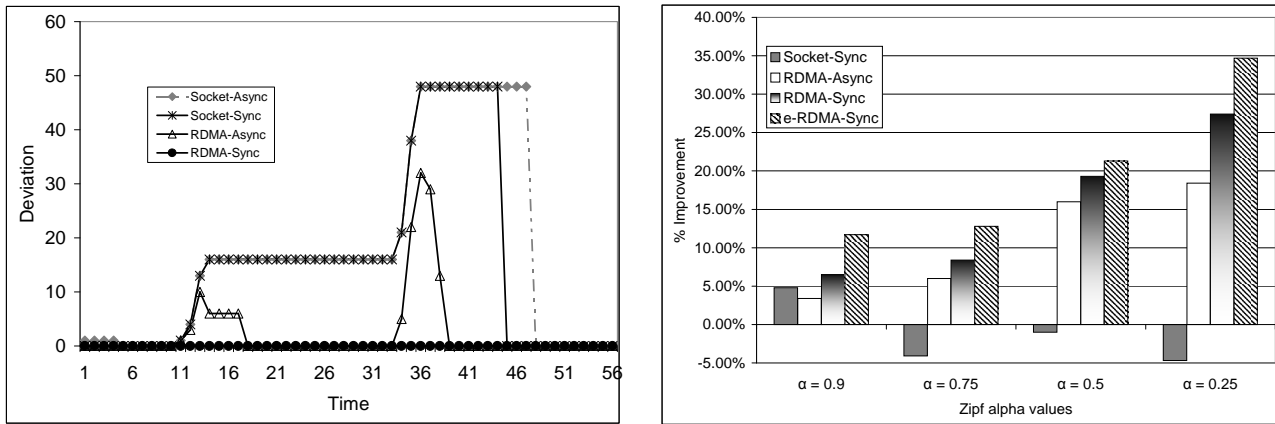 60
50
40
30
20
10
0
Deviation
Socket-Async
Socket-Sync
RDMA-Async
RDMA-Sync
1 6 11 16 21 26 31 36 41 46 51 56
Time
40.00%
35.00%
30.00%
25.00%
20.00%
15.00%
10.00%
5.00%
0.00%
-5.00%
% Improvement
Socket-Sync
RDMA-Async
RDMA-Sync
e-RDMA-Sync
α = 0.9 α = 0.75 α = 0.5 α = 0.25
Zipf alpha values